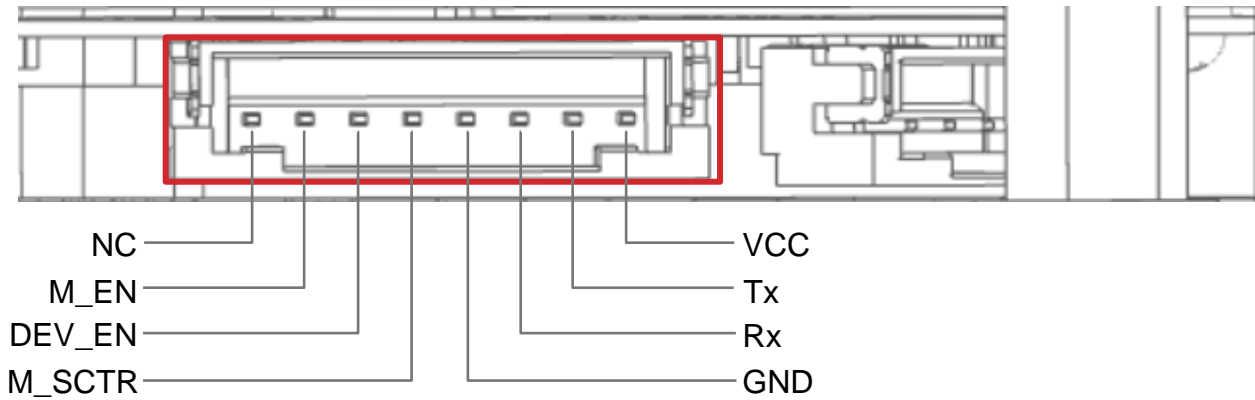 NC
M_EN
DEV_EN
M_SCTR
VCC
Tx
Rx
GND